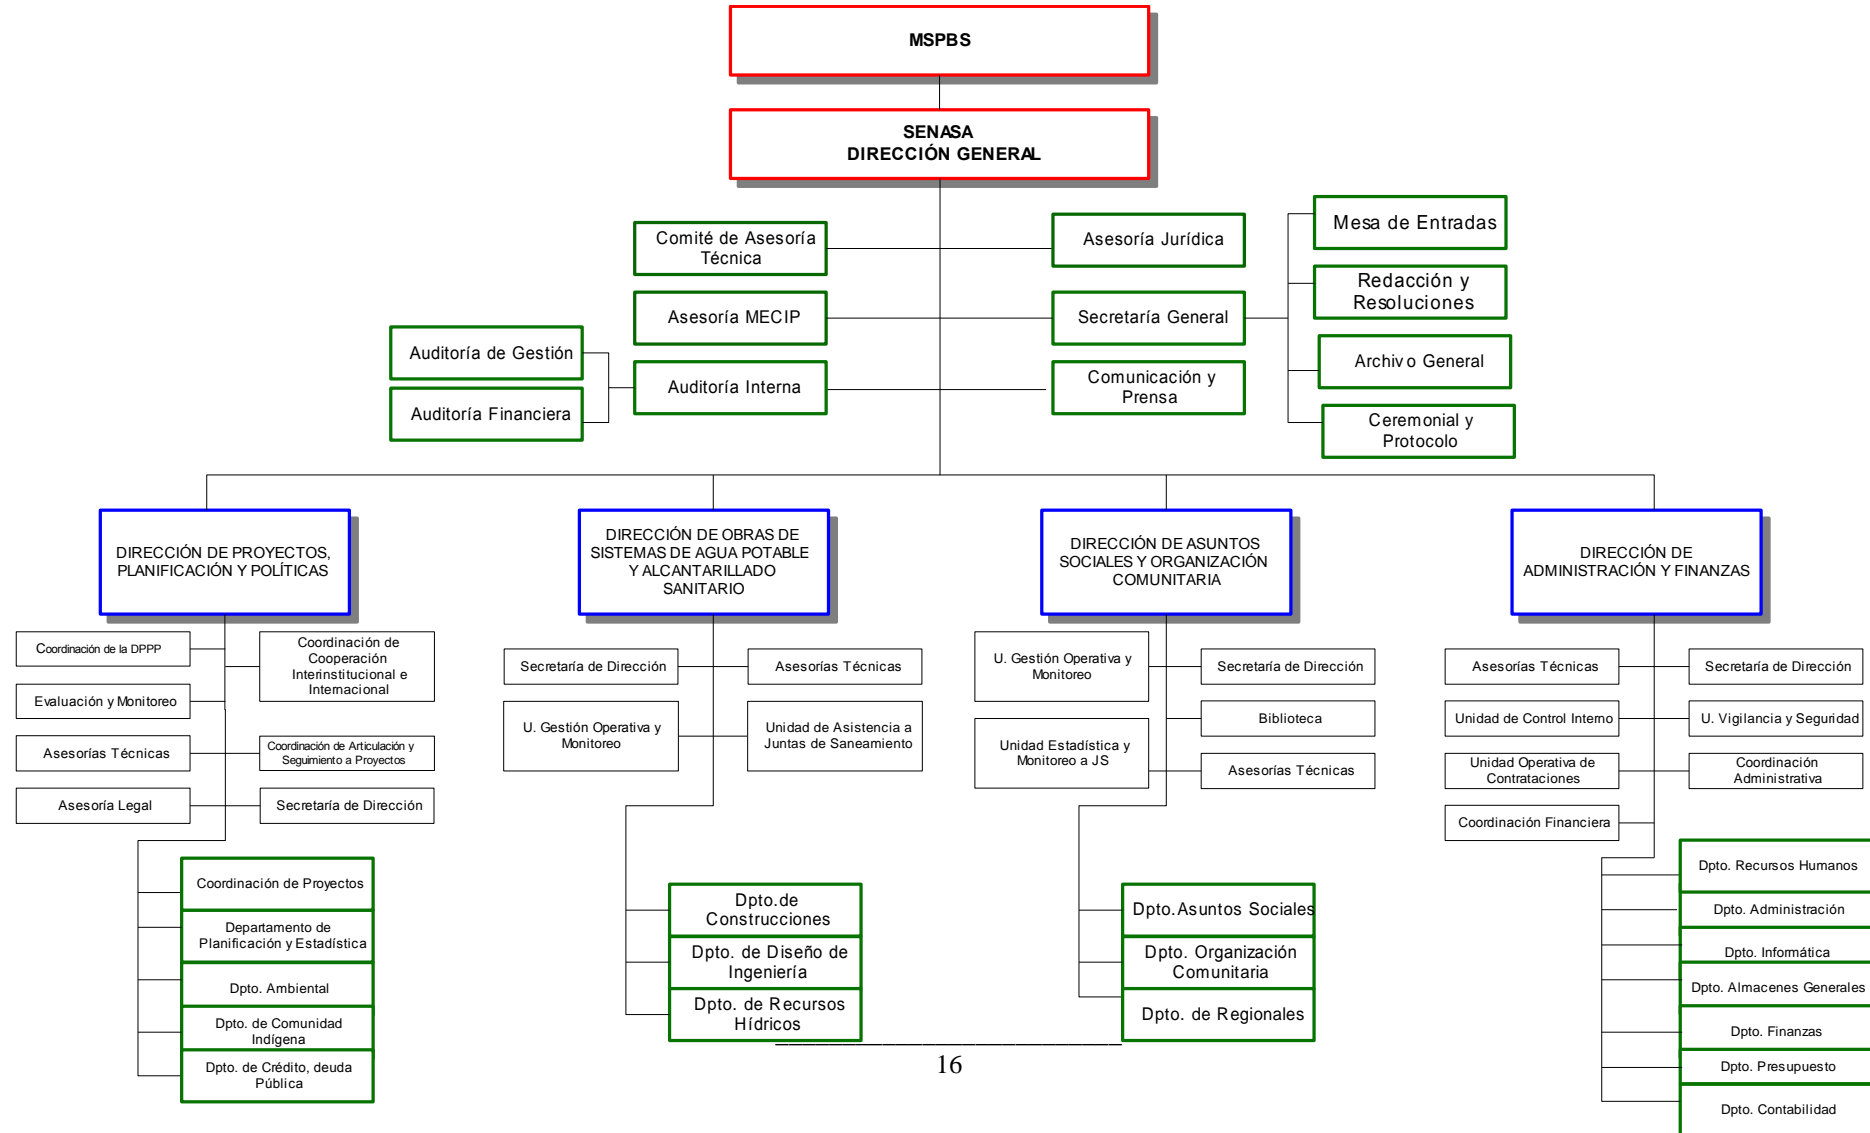 MSPBS
SENASA
DIRECCIÓN GENERAL
Comité de Asesoría
Técnica
Asesoría Jurídica
Mesa de Entradas
Redacción y
Resoluciones
Asesoría MECIP
Secretaría General
Archivo General
Auditoría de Gestión
Auditoría Interna
Comunicación y
Prensa
Auditoría Financiera
Ceremonial y
Protocolo
DIRECCIÓN DE PROYECTOS,
PLANIFICACIÓN Y POLÍTICAS
DIRECCIÓN DE OBRAS DE
SISTEMAS DE AGUA POTABLE
Y ALCANTARILLADO
SANITARIO
DIRECCIÓN DE ASUNTOS
SOCIALES Y ORGANIZACIÓN
COMUNITARIA
DIRECCIÓN DE
ADMINISTRACIÓN Y FINANZAS
Coordinación de la DPPP
Coordinación de
Cooperación
Interinstitucional e
Internacional
Evaluación y Monitoreo
Asesorías Técnicas
Coordinación de Articulación y
Seguimiento a Proyectos
Asesoría Legal
Secretaría de Dirección
Coordinación de Proyectos
Departamento de
Planificación y Estadística
Dpto. Ambiental
Dpto. de Comunidad
Indígena
Dpto. de Crédito, deuda
Pública
Secretaría de Dirección
Asesorías Técnicas
U. Gestión Operativa y
Monitoreo
Unidad de Asistencia a
Juntas de Saneamiento
Dpto.de
Construcciones
Dpto. de Diseño de
Ingeniería
Dpto. de Recursos
Hídricos
U. Gestión Operativa y
Monitoreo
Secretaría de Dirección
Biblioteca
Unidad Estadística y
Monitoreo a JS
Asesorías Técnicas
Dpto.Asuntos Sociales
Dpto. Organización
Comunitaria
Dpto. de Regionales
Asesorías Técnicas
Secretaría de Dirección
Unidad de Control Interno
U. Vigilancia y Seguridad
Unidad Operativa de
Contrataciones
Coordinación
Administrativa
Coordinación Financiera
Dpto. Recursos Humanos
Dpto. Administración
Dpto. Informática
Dpto. Almacenes Generales
Dpto. Finanzas
Dpto. Presupuesto
Dpto. Contabilidad
16